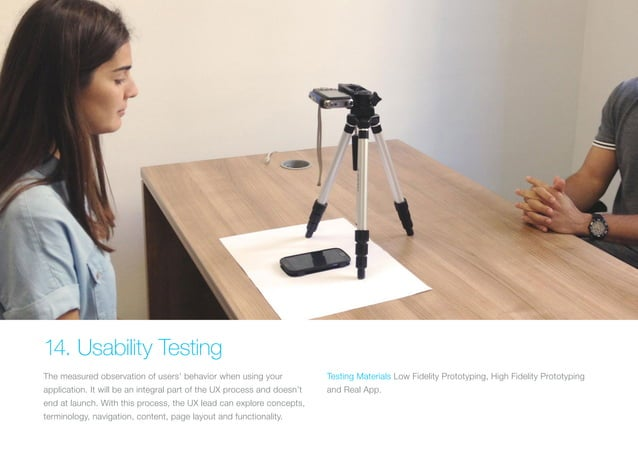 14. Usability Testing
The measured observation of users' behavior when using your
application. It will be an integral part of the UX process and doesn't
end at launch. With this process, the UX lead can explore concepts,
terminology, navigation, content, page layout and functionality.
Testing Materials Low Fidelity Prototyping, High Fidelity Prototyping
and Real App.